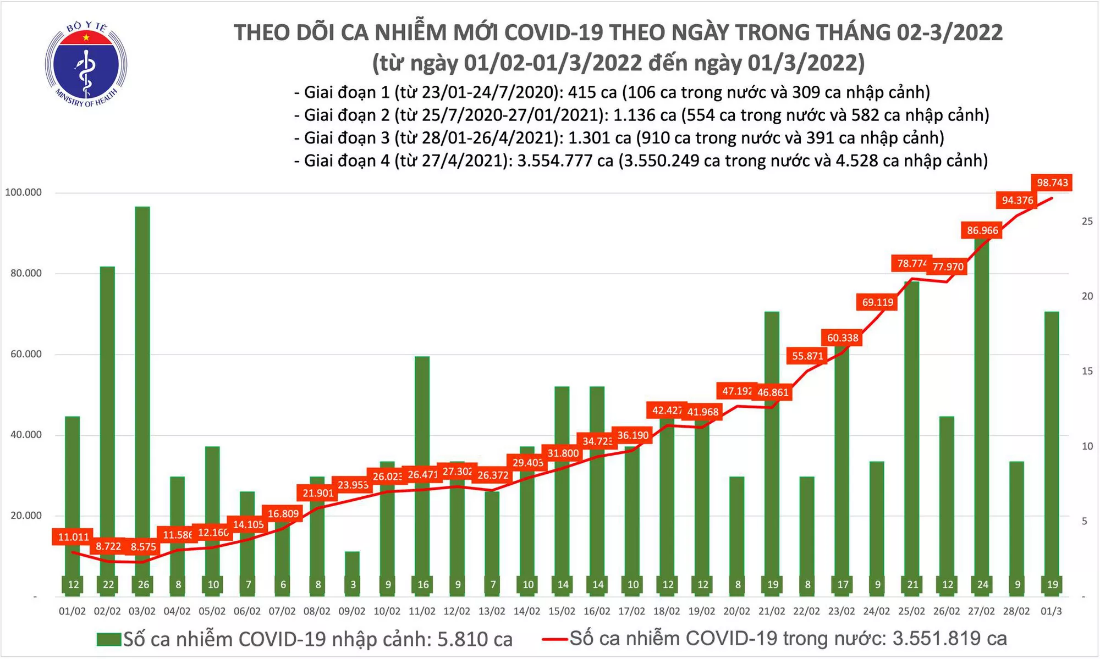 BỘ Y TẾ
MINISTRY OF HEALTH
THEO DÕI CA NHIỄM MỚI COVID-19 THEO NGÀY TRONG THÁNG 02-3/2022
(từ ngày 01/02-01/3/2022 đến ngày 01/3/2022)
- Giai đoạn 1 (từ 23/01-24/7/2020): 415 ca (106 ca trong nước và 309 ca nhập cảnh)
- Giai đoạn 2 (từ 25/7/2020-27/01/2021): 1.136 ca (554 ca trong nước và 582 ca nhập cảnh)
- Giai đoạn 3 (từ 28/01-26/4/2021): 1.301 ca (910 ca trong nước và 391 ca nhập cảnh)
- Giai đoạn 4 (từ 27/4/2021): 3.554.777 ca (3.550.249 ca trong nước và 4.528 ca nhập cảnh)
100.000
80.000
60.000
40.000
20.000
-
25
20
15
10
5
-
11.011 8.722 8.575 11.586 12.160 14.105 16.809 21.901 23.955 26.023 26.471 27.302 26.372 29.403 31.800 34.723 36.190 42.427 41.968 47.192 46.861 55.871 60.338 69.119 78.774 77.970 86.966 94.376 98.743
12 22 26 8 10 7 6 8 3 9 16 9 7 10 14 14 10 12 12 8 19 8 17 9 21 12 24 9 19
01/02 02/02 03/02 04/02 05/02 06/02 07/02 08/02 09/02 10/02 11/02 12/02 13/02 14/02 15/02 16/02 17/02 18/02 19/02 20/02 21/02 22/02 23/02 24/02 25/02 26/02 27/02 28/02 01/3
Số ca nhiễm COVID-19 nhập cảnh: 5.810 ca
Số ca nhiễm COVID-19 trong nước: 3.551.819 ca